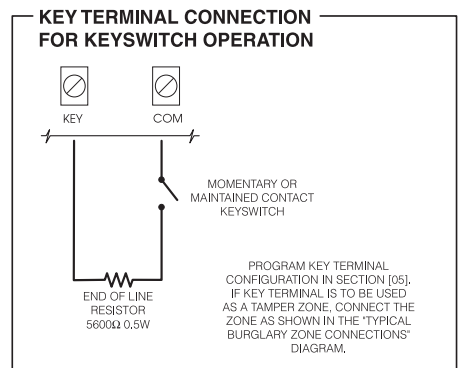 KEY TERMINAL CONNECTION
FOR KEYSWITCH OPERATION
KEY
COM
MOMENTARY OR
MAINTAINED CONTACT
KEYSWITCH
END OF LINE
RESISTOR
5600Ω 0.5W
PROGRAM KEY TERMINAL
CONFIGURATION IN SECTION [05].
IF KEY TERMINAL IS TO BE USED
AS A TAMPER ZONE, CONNECT THE
ZONE AS SHOWN IN THE "TYPICAL
BURGLARY ZONE CONNECTIONS"
DIAGRAM.